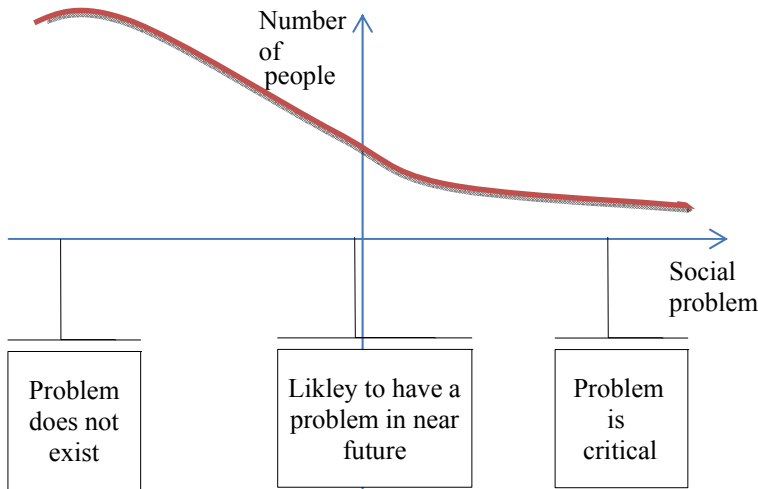 Number
of
people
Social
problem
Problem
does not
exist
Likley to have a
problem in near
future
Problem
is
critical